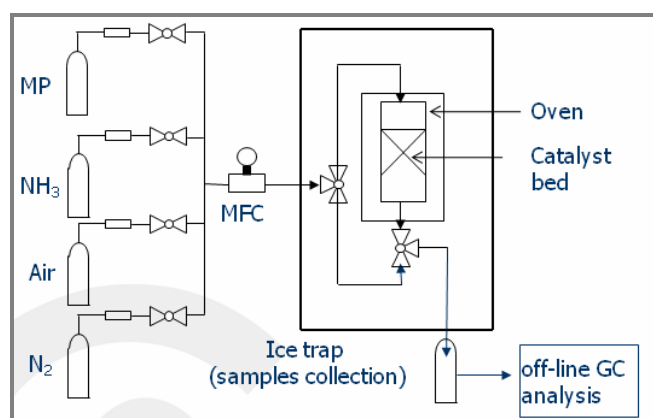 MP
NH₃
Air
N₂
MFC
Oven
Catalyst
bed
Ice trap
(samples collection)
off-line GC
analysis